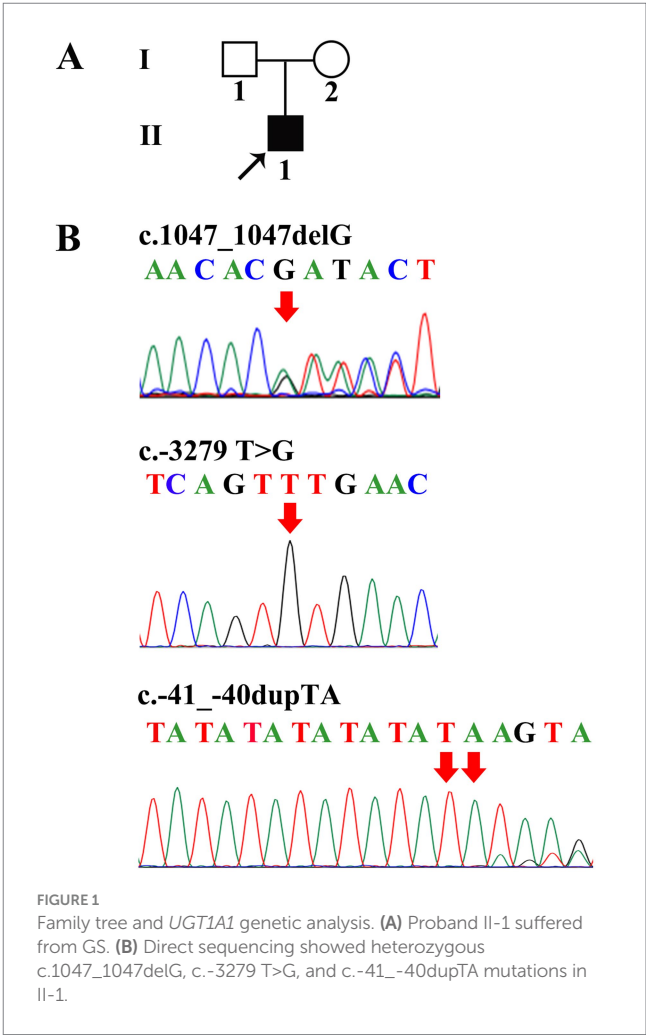 A
I
1
2
II
1
B
c.1047_1047delG
AACACGATACT
c.-3279 T>G
TCAGTTTGAAC
c.-41_-40dupTA
TATATATATATATAAGTA
FIGURE 1
Family tree and UGT1A1 genetic analysis. (A) Proband II-1 suffered
from GS. (B) Direct sequencing showed heterozygous
c.1047_1047delG, c.-3279 T>G, and c.-41_-40dupTA mutations in
II-1.